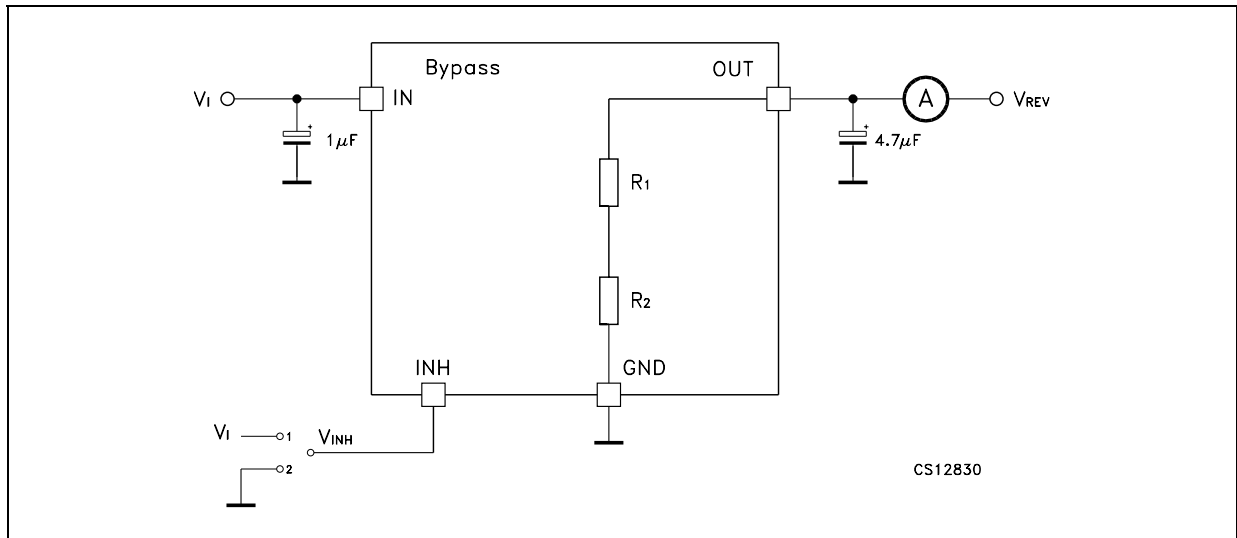 Bypass
OUT
VI
IN
A
VREV
+
1µF
+
4.7µF
R1
R2
INH
GND
VI
1
VINH
2
CS12830